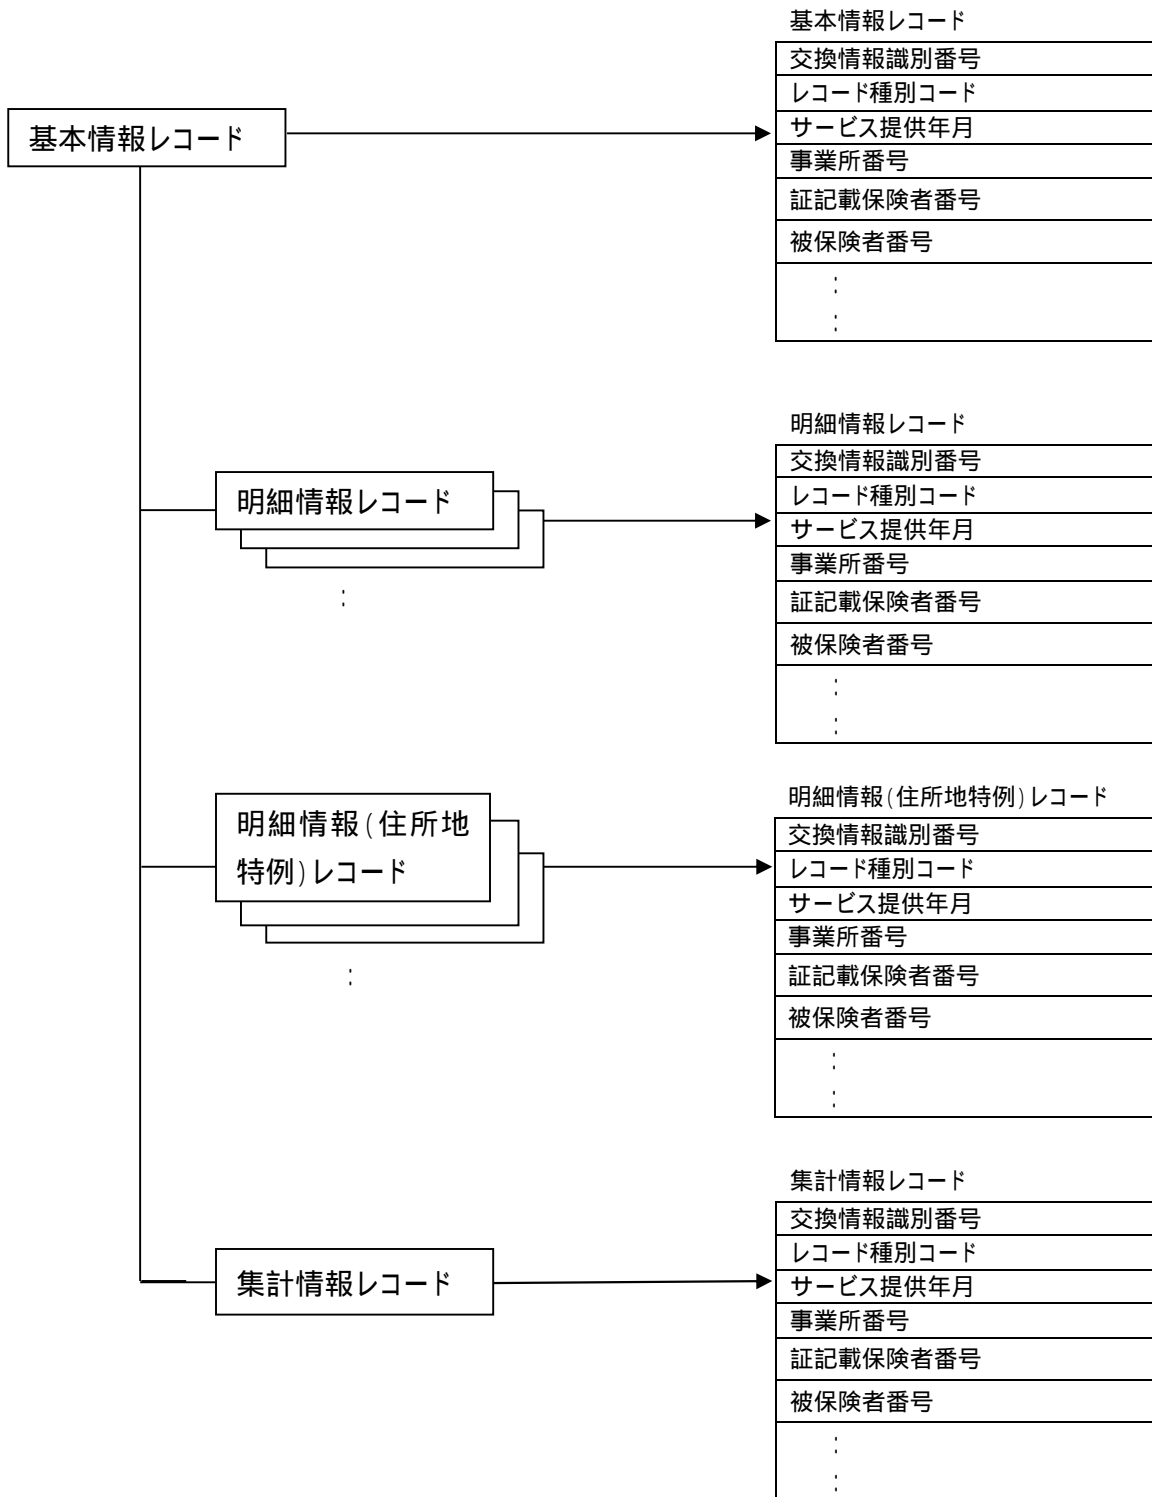 基本情報レコード
基本情報レコード
交換情報識別番号
レコード種別コード
サービス提供年月
事業所番号
証記載保険者番号
被保険者番号
:
:
明細情報レコード
:
明細情報レコード
交換情報識別番号
レコード種別コード
サービス提供年月
事業所番号
証記載保険者番号
被保険者番号
:
:
明細情報(住所地
特例)レコード
:
明細情報(住所地特例)レコード
交換情報識別番号
レコード種別コード
サービス提供年月
事業所番号
証記載保険者番号
被保険者番号
:
:
集計情報レコード
集計情報レコード
交換情報識別番号
レコード種別コード
サービス提供年月
事業所番号
証記載保険者番号
被保険者番号
:
: